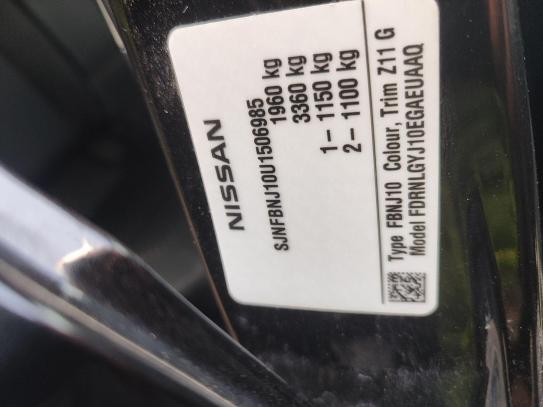 NISSAN
SJNFBNJ10U1506985
1960 kg
3360 kg
1 – 1150 kg
2 – 1100 kg
Type FBNJ10 Colour, Trim Z11 G
Model FDRNLGYJ10EGAEUAAQ